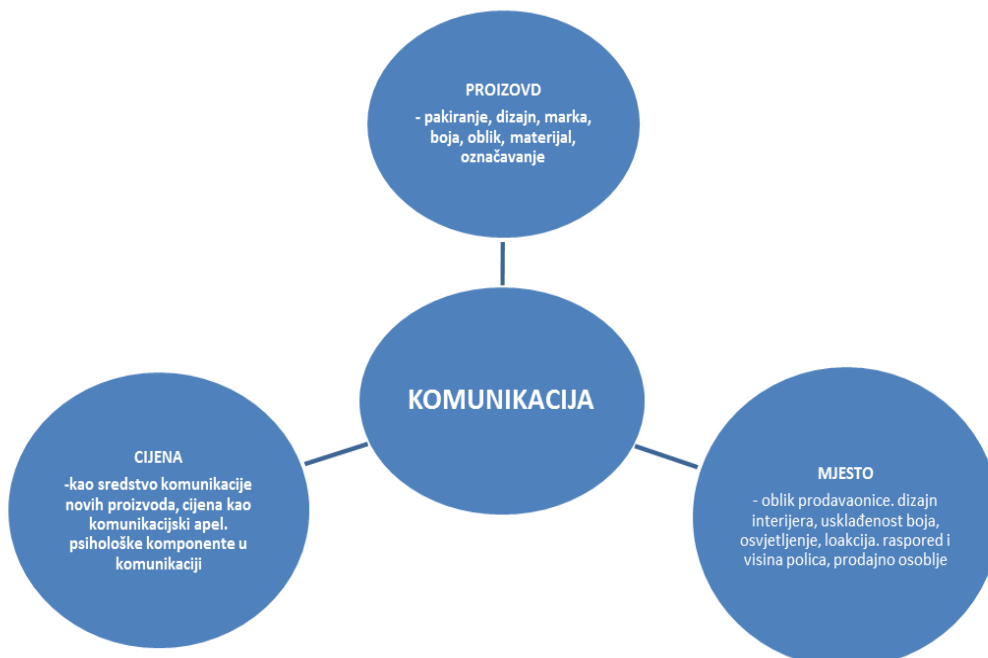 PROIZOVD
- pakiranje, dizajn, marka,
boja, oblik, materijal,
označavanje
KOMUNIKACIJA
CIJENA
-kao sredstvo komunikacije
novih proizvoda, cijena kao
komunikacijski apel.
psihološke komponente u
komunikaciji
MJESTO
- oblik prodavaonice. dizajn
interijera, usklađenost boja,
osvjetljenje, loakcija. raspored i
visina polica, prodajno osoblje